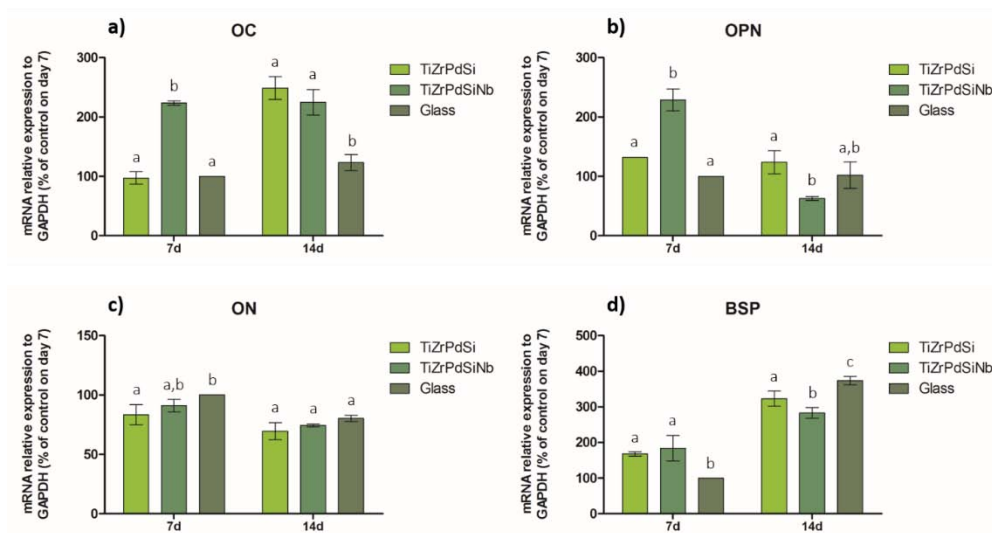 a)
OC
mRNA relative expression to
GAPDH (% of control on day 7)
300
200
100
0
a
b
a
a
a
b
7d
14d
TiZrPdSi
TiZrPdSiNb
Glass
b)
OPN
mRNA relative expression to
GAPDH (% of control on day 7)
300
200
100
0
a
b
a
a
b
a,b
7d
14d
TiZrPdSi
TiZrPdSiNb
Glass
c)
ON
mRNA relative expression to
GAPDH (% of control on day 7)
150
100
50
0
a
a,b
b
a
a
a
7d
14d
TiZrPdSi
TiZrPdSiNb
Glass
d)
BSP
mRNA relative expression to
GAPDH (% of control on day 7)
500
400
300
200
100
0
a
a
b
a
b
c
7d
14d
TiZrPdSi
TiZrPdSiNb
Glass